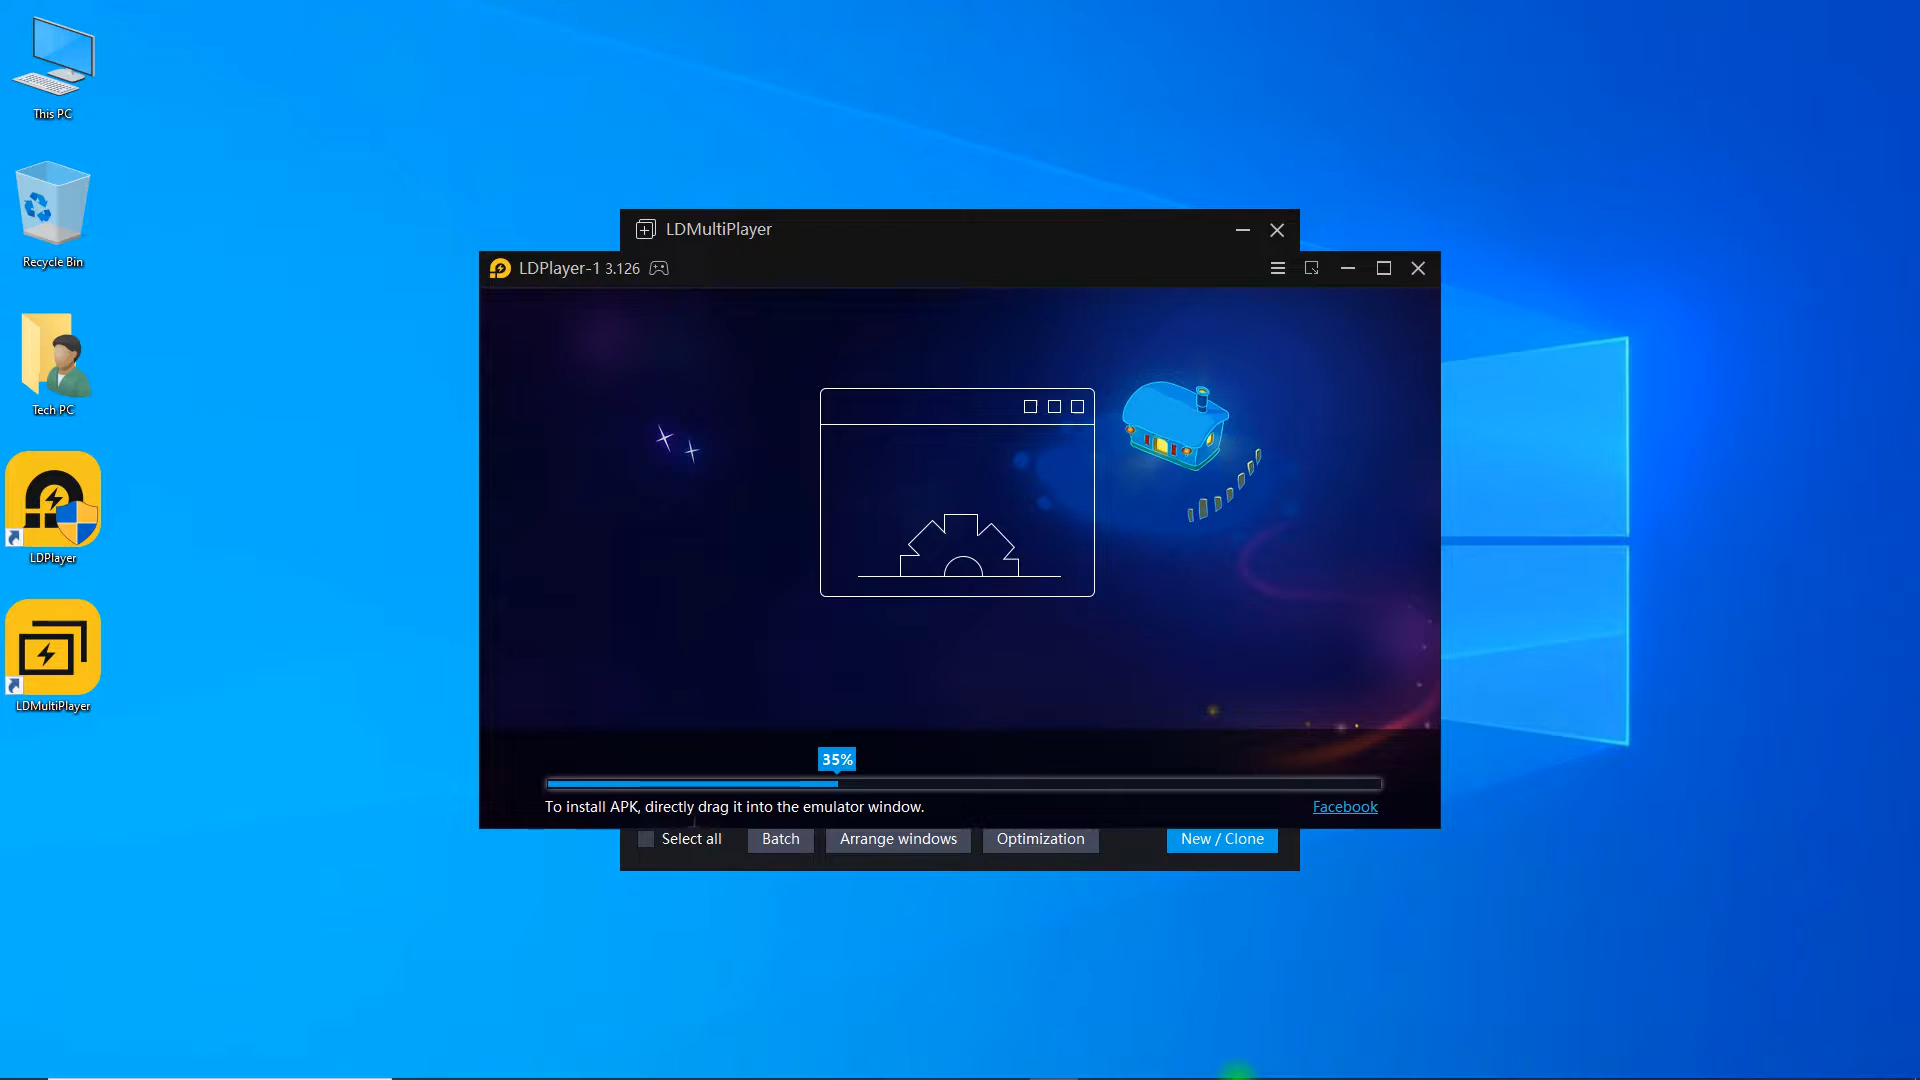 This PC
Recycle Bin
Tech PC
LDPlayer
LDMultiPlayer
LDMultiPlayer
LDPlayer-1 3.126
35%
To install APK, directly drag it into the emulator window.
Facebook
Select all
Batch
Arrange windows
Optimization
New / Clone